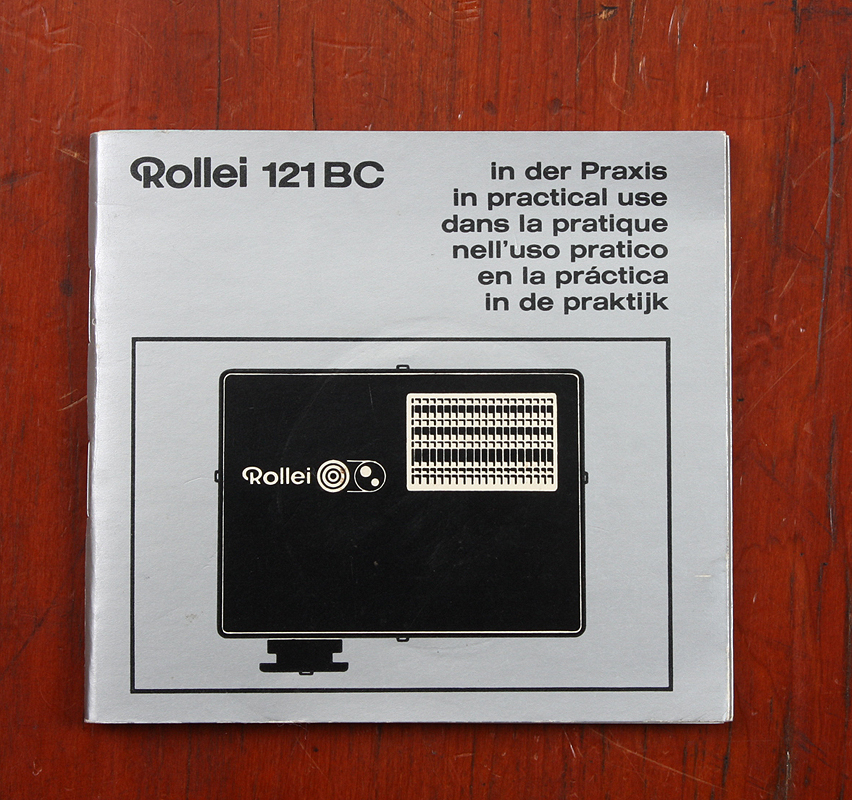 Rollei 121 BC
in der Praxis
in practical use
dans la pratique
nell'uso pratico
en la práctica
in de praktijk
Rollei